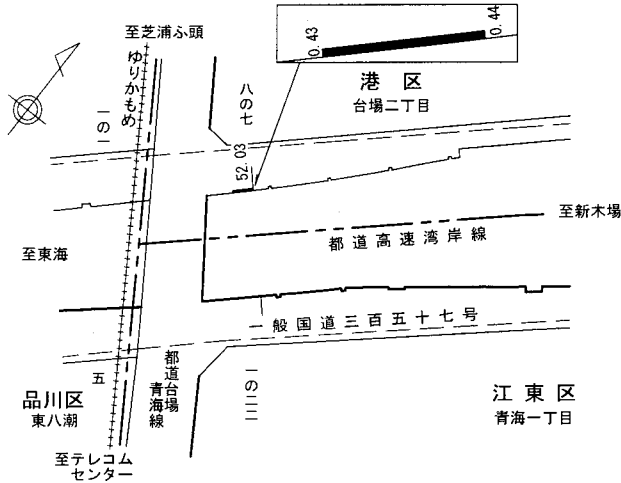 至芝浦ふ頭
ゆりかもめ
一の一
八の七
0.43
0.44
港区
台場二丁目
52.03
至新木場
都道高速湾岸線
至東海
一般国道三百五十七号
五
都道台場
青海線
一の二二
品川区
東八潮
江東区
青海一丁目
至テレコム
センター